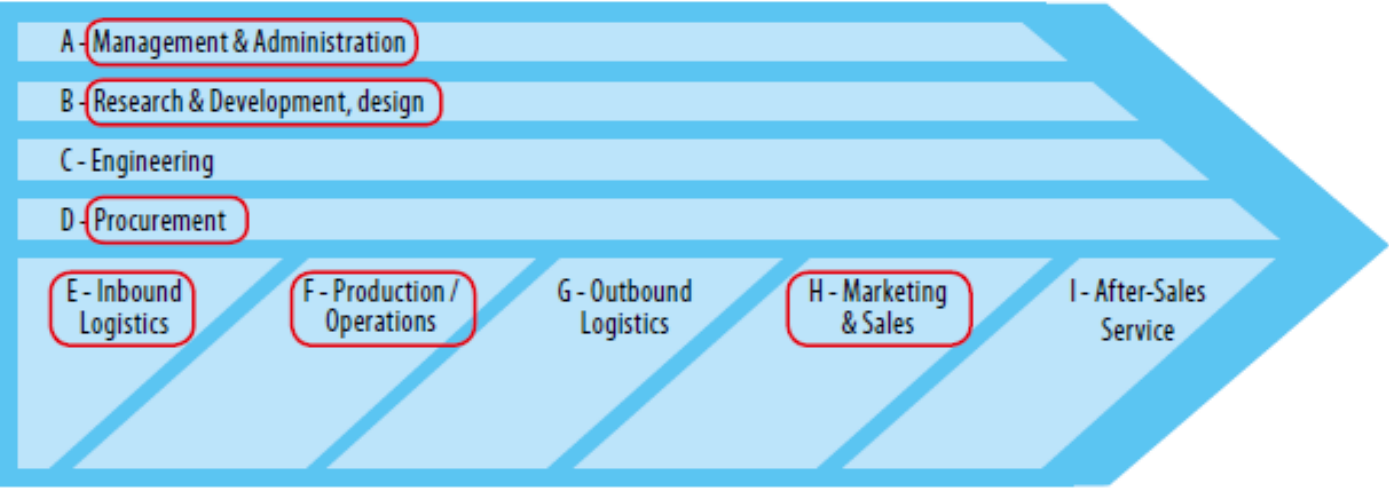 A - Management & Administration
B - Research & Development, design
C - Engineering
D - Procurement
E - Inbound
Logistics
F - Production /
Operations
G - Outbound
Logistics
H - Marketing
& Sales
I - After-Sales
Service